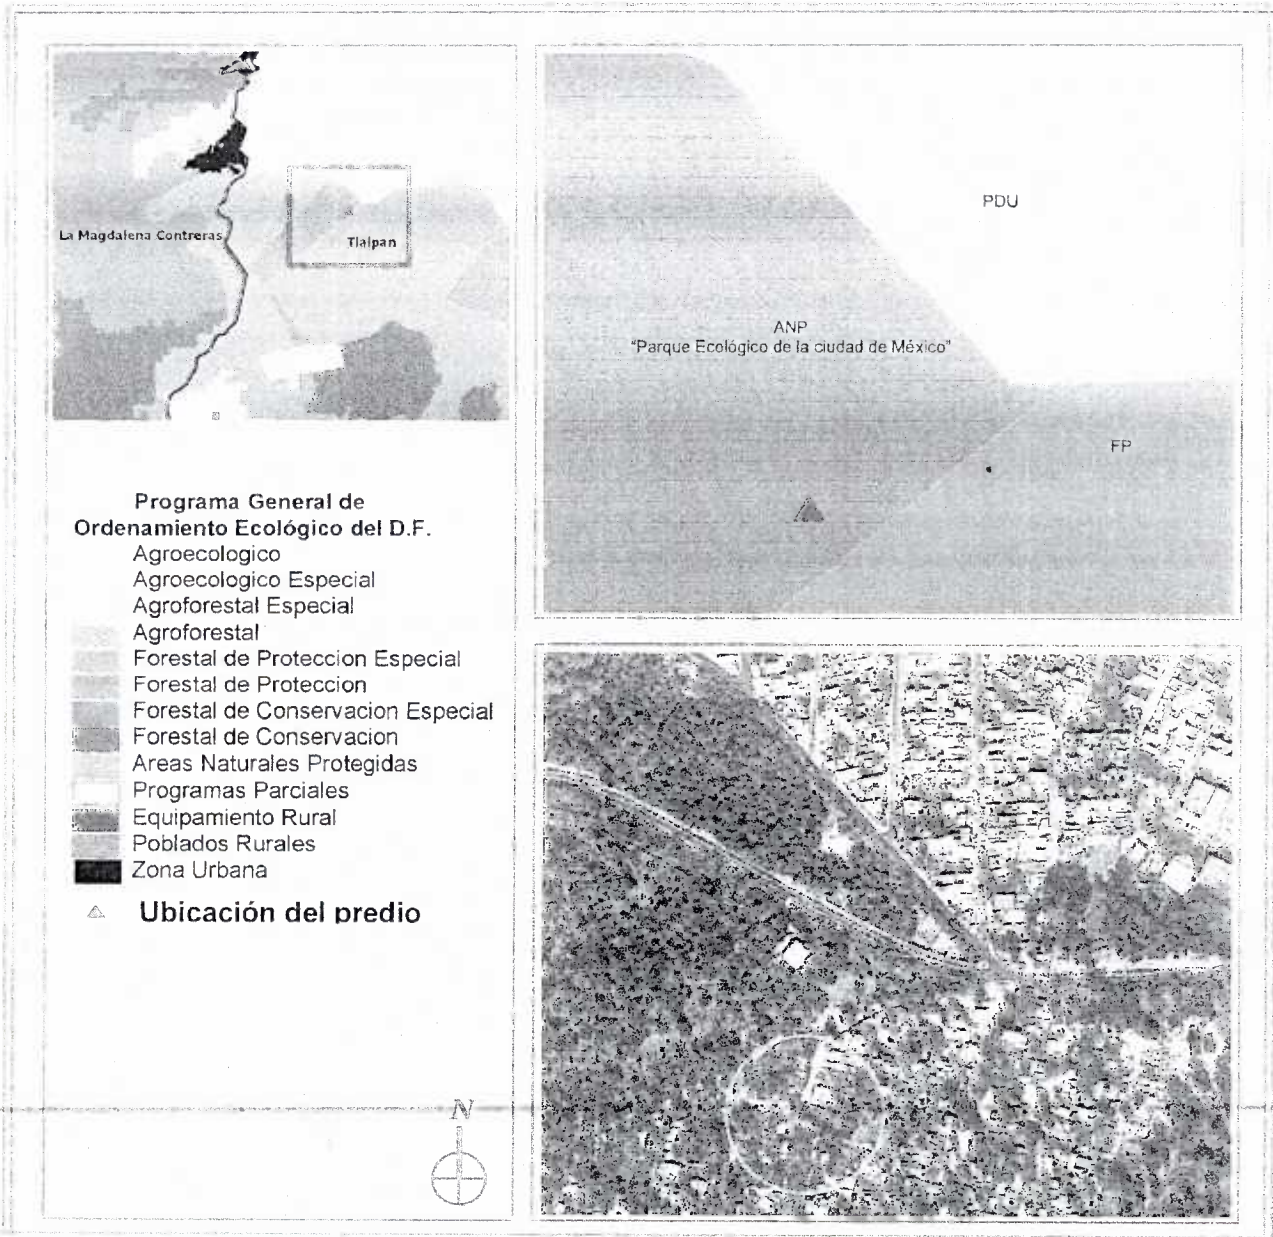 La Magdalena Contreras
Tlalpan
PDU
ANP
"Parque Ecológico de la ciudad de México"
FP
Programa General de
Ordenamiento Ecológico del D.F.
Agroecologico
Agroecologico Especial
Agroforestal Especial
Agroforestal
Forestal de Proteccion Especial
Forestal de Proteccion
Forestal de Conservacion Especial
Forestal de Conservacion
Areas Naturales Protegidas
Programas Parciales
Equipamiento Rural
Poblados Rurales
Zona Urbana
Ubicación del predio
N